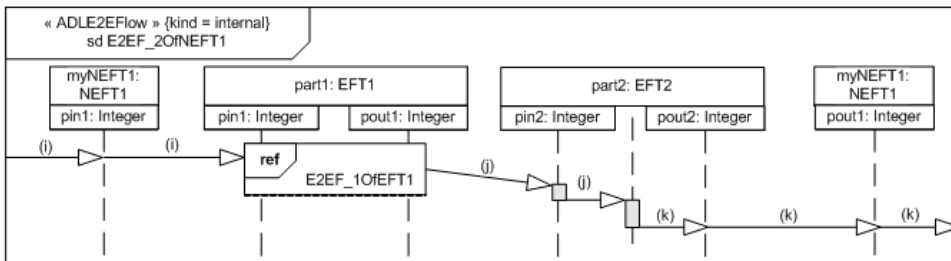 « ADLE2EFlow » {kind = internal}
sd E2EF_2OfNEFT1
myNEFT1:
NEFT1
pin1: Integer
part1: EFT1
pin1: Integer
pout1: Integer
part2: EFT2
pin2: Integer
pout2: Integer
myNEFT1:
NEFT1
pout1: Integer
(i)
(i)
ref
E2EF_1OfEFT1
(j)
(j)
(k)
(k)
(k)